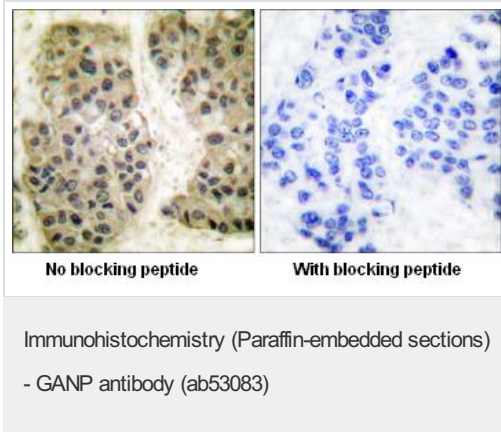 No blocking peptide
With blocking peptide
Immunohistochemistry (Paraffin-embedded sections)
- GANP antibody (ab53083)